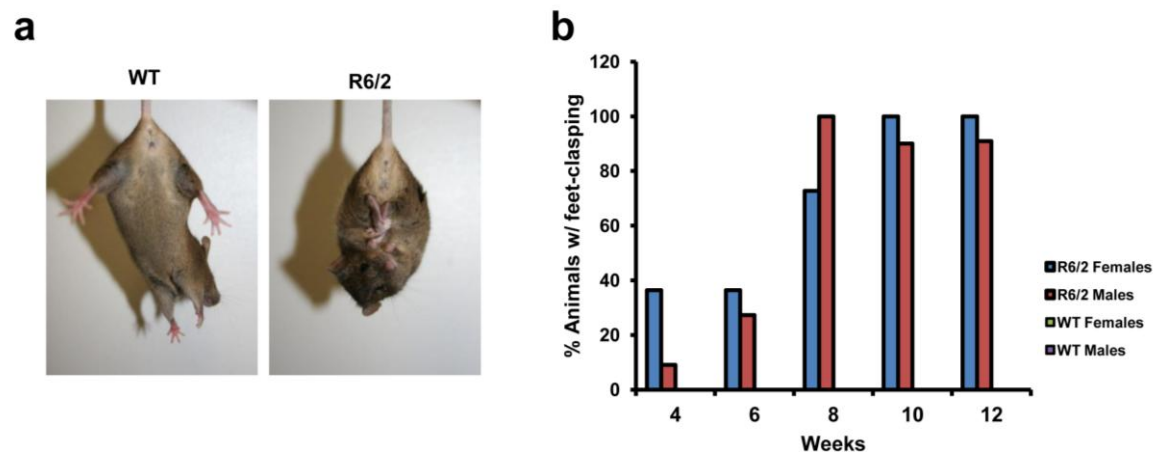 a
WT
R6/2
b
% Animals w/ feet-clasping
120
100
80
60
40
20
0
4
6
8
10
12
Weeks
R6/2 Females
R6/2 Males
WT Females
WT Males